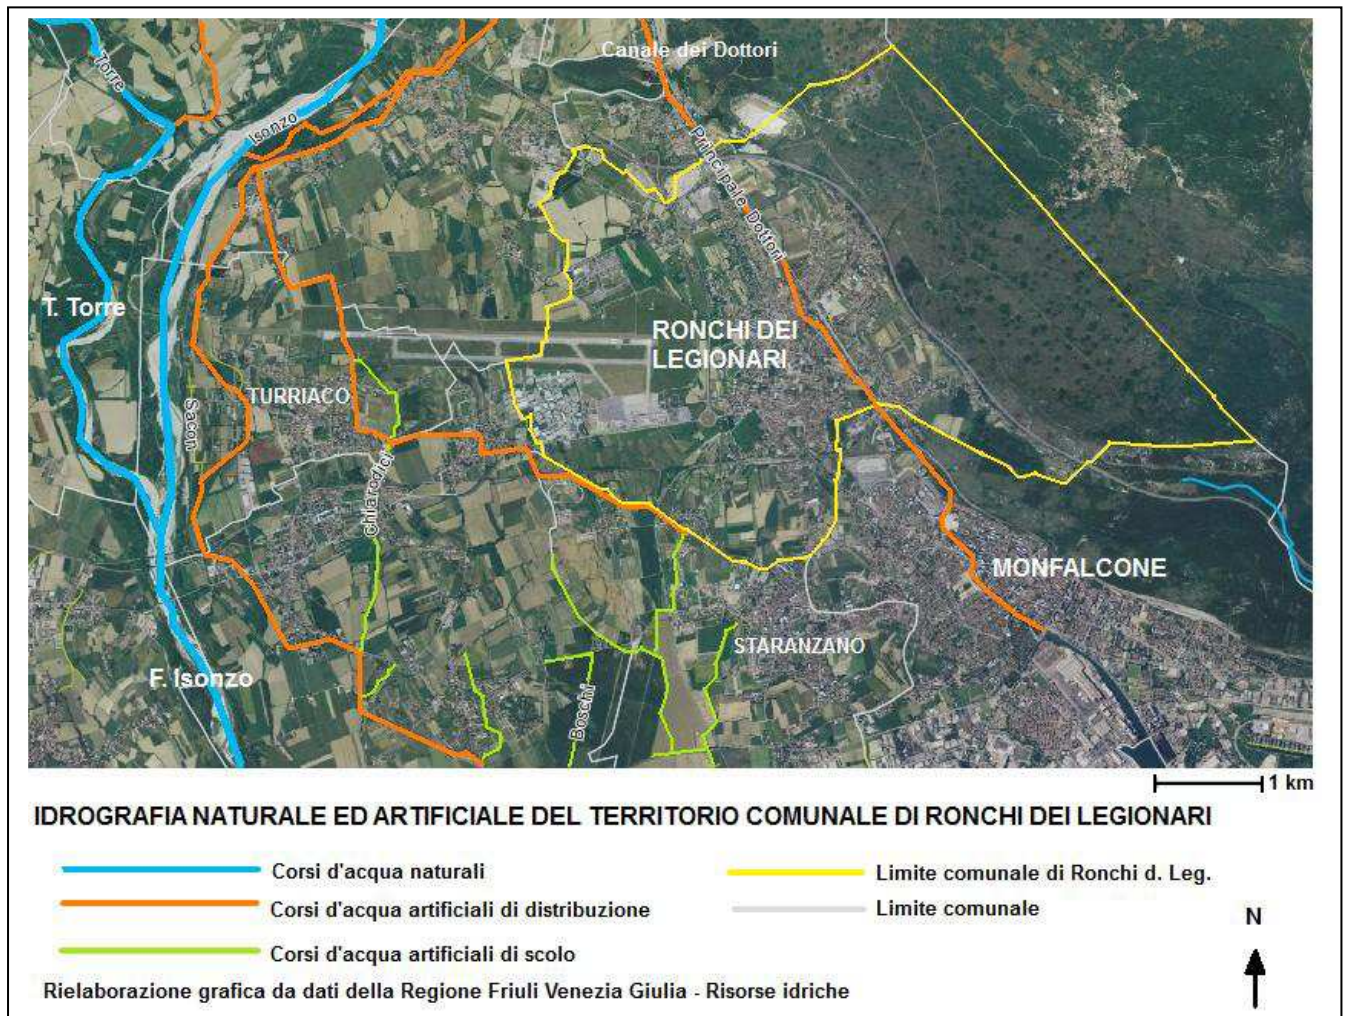 Canale dei Dottori
Torre
Isonzo
Principale Dottori
T. Torre
RONCHI DEI
LEGIONARI
TURRIACO
Sacon
Chiarodici
MONFALCONE
STARANZANO
F. Isonzo
Boschi
1 km
IDROGRAFIA NATURALE ED ARTIFICIALE DEL TERRITORIO COMUNALE DI RONCHI DEI LEGIONARI
Corsi d'acqua naturali
Limite comunale di Ronchi d. Leg.
Corsi d'acqua artificiali di distribuzione
Limite comunale
N
Corsi d'acqua artificiali di scolo
Rielaborazione grafica da dati della Regione Friuli Venezia Giulia - Risorse idriche